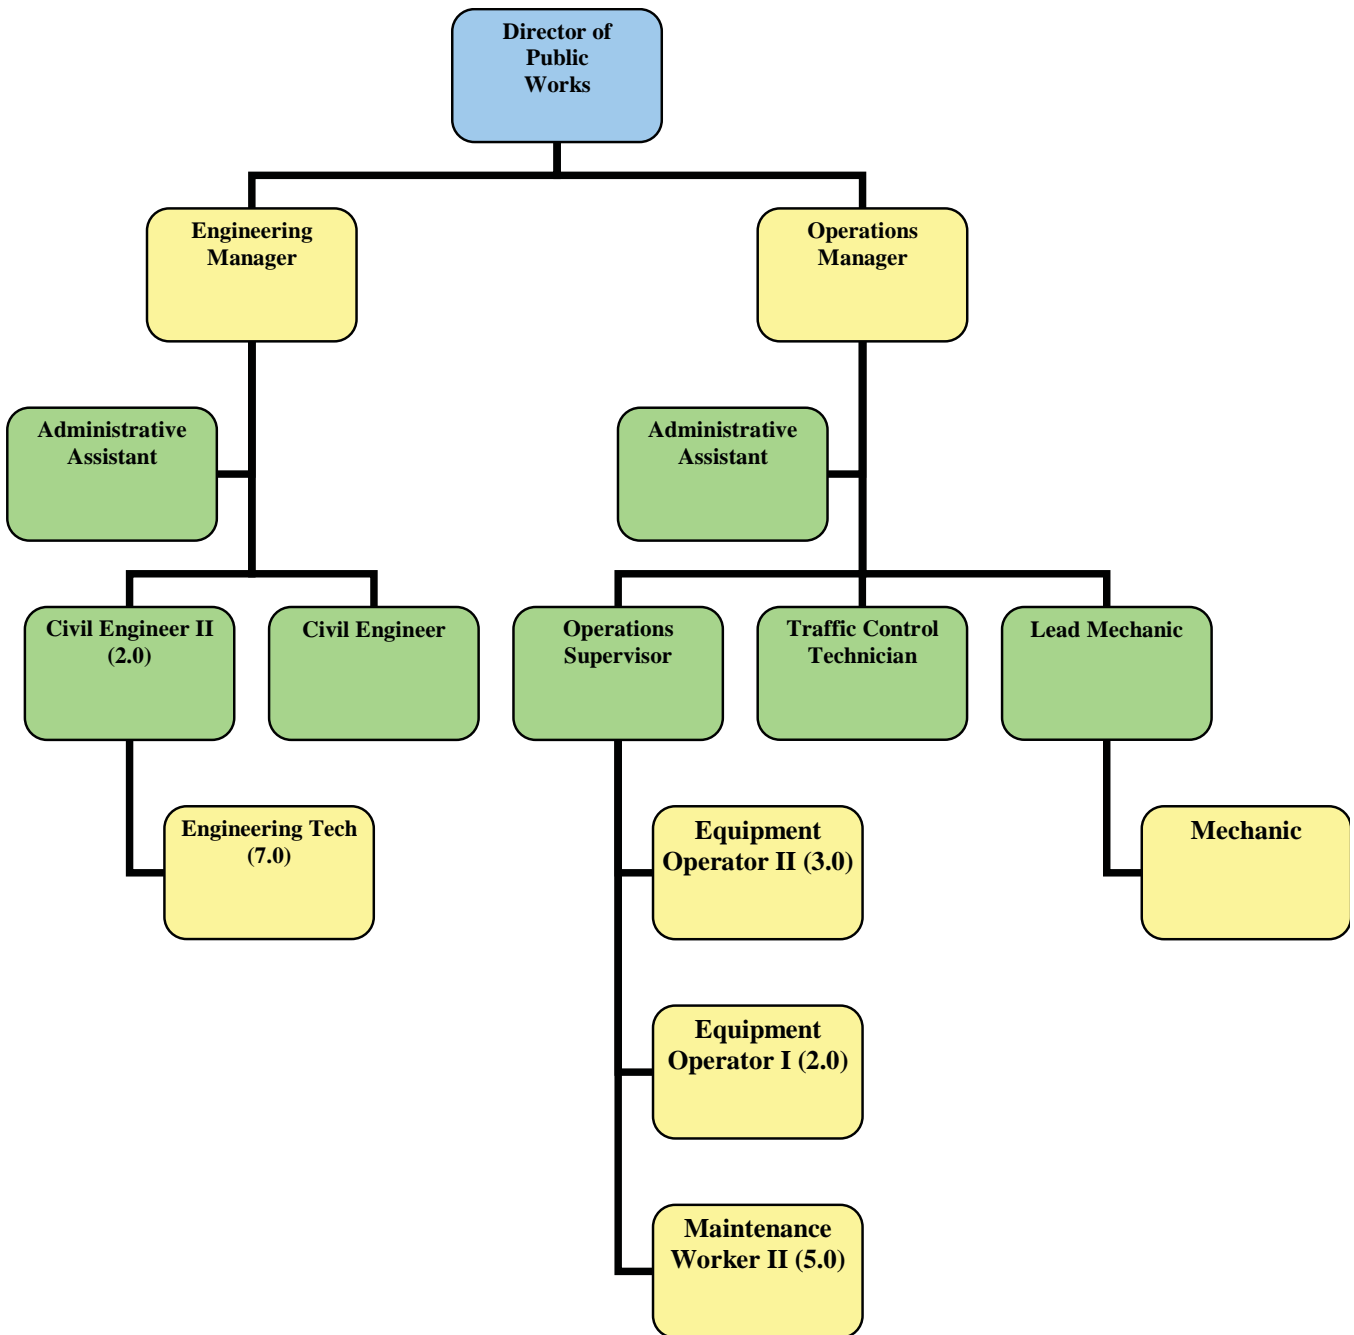 Director of
Public
Works
Engineering
Manager
Operations
Manager
Administrative
Assistant
Administrative
Assistant
Civil Engineer II
(2.0)
Civil Engineer
Operations
Supervisor
Traffic Control
Technician
Lead Mechanic
Engineering Tech
(7.0)
Equipment
Operator II (3.0)
Mechanic
Equipment
Operator I (2.0)
Maintenance
Worker II (5.0)